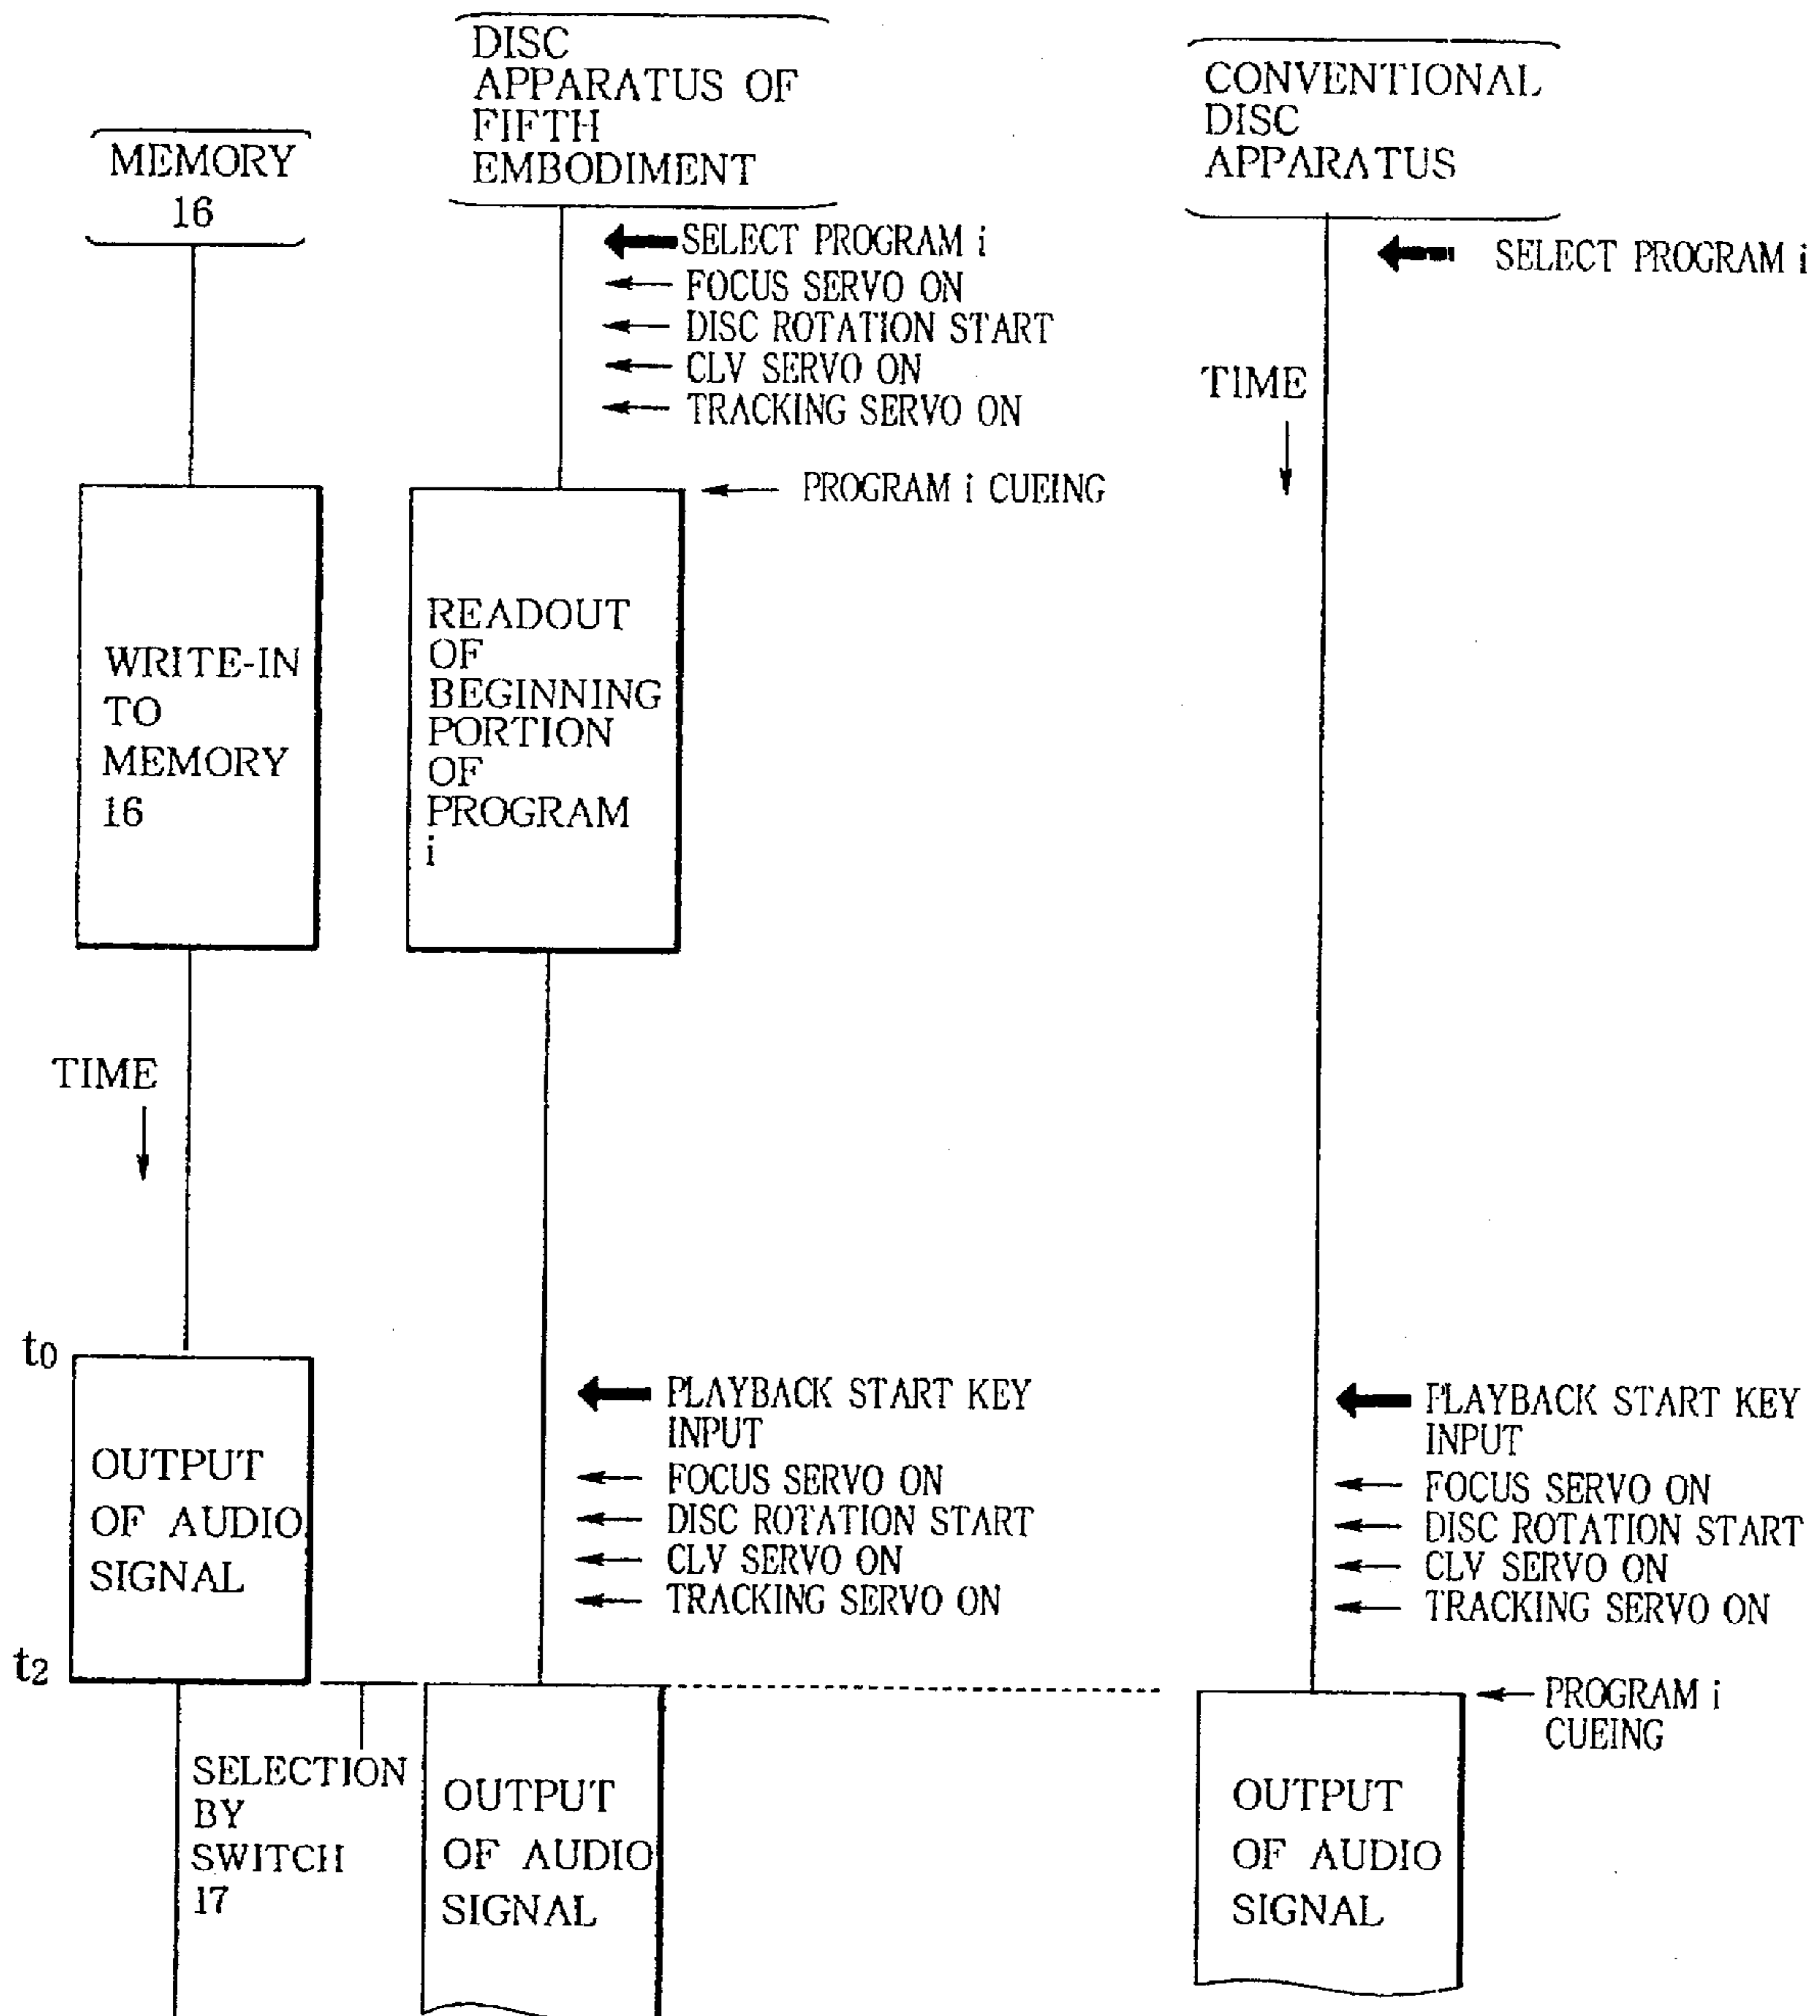 MEMORY
16
DISC
APPARATUS OF
FIFTH
EMBODIMENT
CONVENTIONAL
DISC
APPARATUS
SELECT PROGRAM i
FOCUS SERVO ON
DISC ROTATION START
CLV SERVO ON
TRACKING SERVO ON
PROGRAM i CUEING
SELECT PROGRAM i
TIME
WRITE-IN
TO
MEMORY
16
READOUT
OF
BEGINNING
PORTION
OF
PROGRAM
i
TIME
t0
OUTPUT
OF AUDIO
SIGNAL
t2
PLAYBACK START KEY
INPUT
FOCUS SERVO ON
DISC ROTATION START
CLV SERVO ON
TRACKING SERVO ON
PLAYBACK START KEY
INPUT
FOCUS SERVO ON
DISC ROTATION START
CLV SERVO ON
TRACKING SERVO ON
PROGRAM i
CUEING
SELECTION
BY
SWITCH
17
OUTPUT
OF AUDIO
SIGNAL
OUTPUT
OF AUDIO
SIGNAL